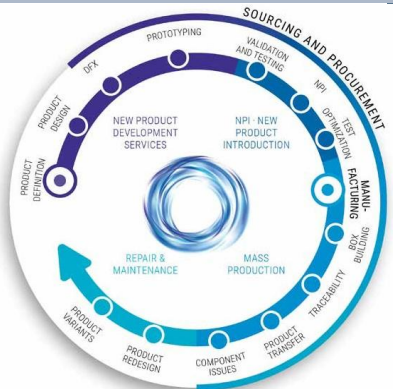 SOURCING AND PROCUREMENT
PRODUCT
DEFINITION
PRODUCT
DESIGN
DFX
PROTOTYPING
VALIDATION
AND TESTING
NPI
TEST
OPTIMIZATION
MANU-
FACTURING
BOX
BUILDING
TRACEABILITY
PRODUCT
TRANSFER
COMPONENT
ISSUES
PRODUCT
REDESIGN
PRODUCT
VARIANTS
NEW PRODUCT
DEVELOPMENT
SERVICES
NPI - NEW
PRODUCT
INTRODUCTION
REPAIR &
MAINTENANCE
MASS
PRODUCTION